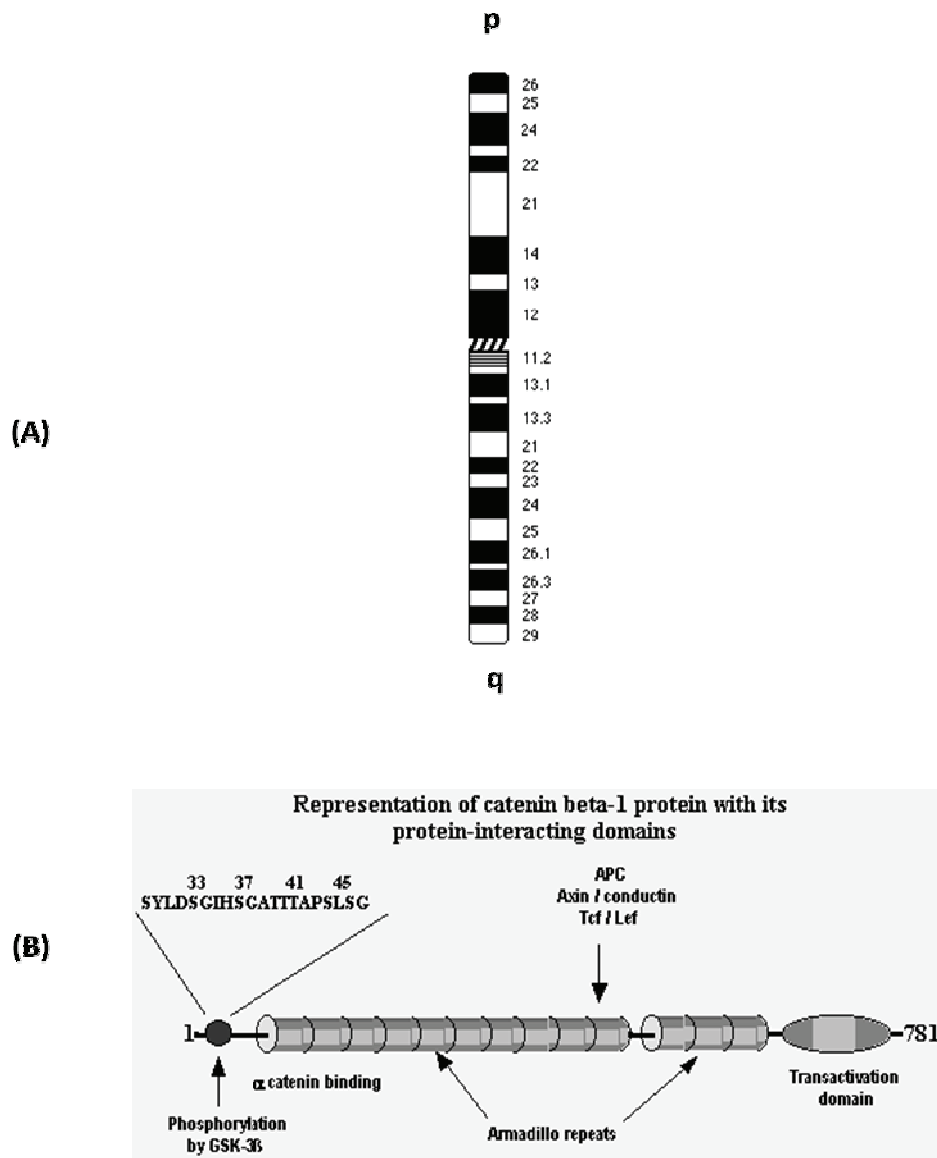 p
26
25
24
22
21
14
13
12
11.2
13.1
13.3
21
22
23
24
25
26.1
26.3
27
28
29
q
(A)
Representation of catenin beta-1 protein with its
protein-interacting domains
33 37 41 45
SYLDSGIHSGATTTAPSLSG
APC
Axin / conductin
Tcf / Lef
(B)
1
781
α catenin binding
Transactivation
domain
Phosphorylation
by GSK-3ß
Armadillo repeats